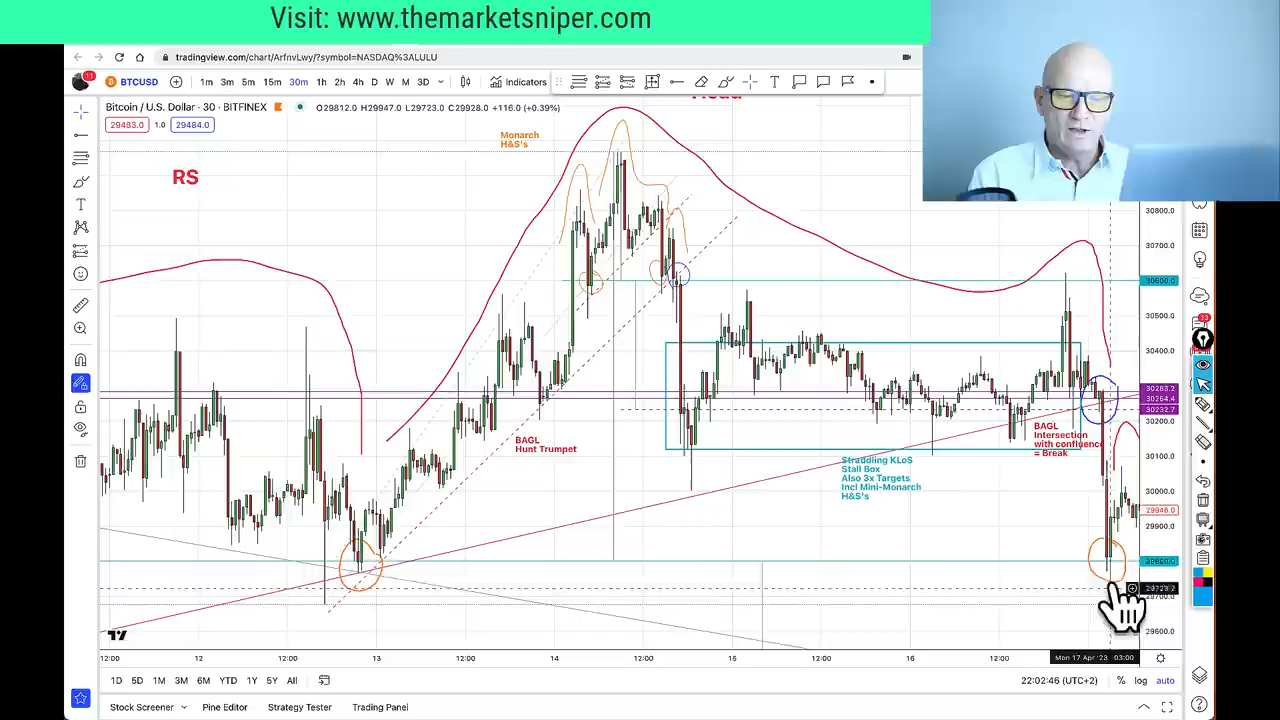 Visit: www.themarketsniper.com
tradingview.com/chart/ArfnvLwy/?symbol=NASDAQ%3ALULU
11
BTCUSD
1m 3m 5m 15m 30m 1h 2h 4h D W M 3D
Indicators
Bitcoin / U.S. Dollar · 30 · BITFINEX
O29812.0 H29947.0 L29723.0 C29928.0 +116.0 (+0.39%)
29483.0 1.0 29484.0
Monarch
H&S's
RS
30800.0
30700.0
30600.0
30500.0
30400.0
30283.2
30264.4
30232.7
30200.0
30100.0
30000.0
29946.0
29900.0
29800.0
29700.0
29600.0
13
BAGL
Hunt Trumpet
BAGL
Intersection
with confluence
= Break
Straddling KLoS
Stall Box
Also 3x Targets
Incl Mini-Monarch
H&S's
12:00 12 12:00 12:00 14 12:00 15 12:00 16 12:00 Mon 17 Apr '23 03:00
1D 5D 1M 3M 6M YTD 1Y 5Y All
22:02:46 (UTC+2) % log auto
Stock Screener Pine Editor Strategy Tester Trading Panel